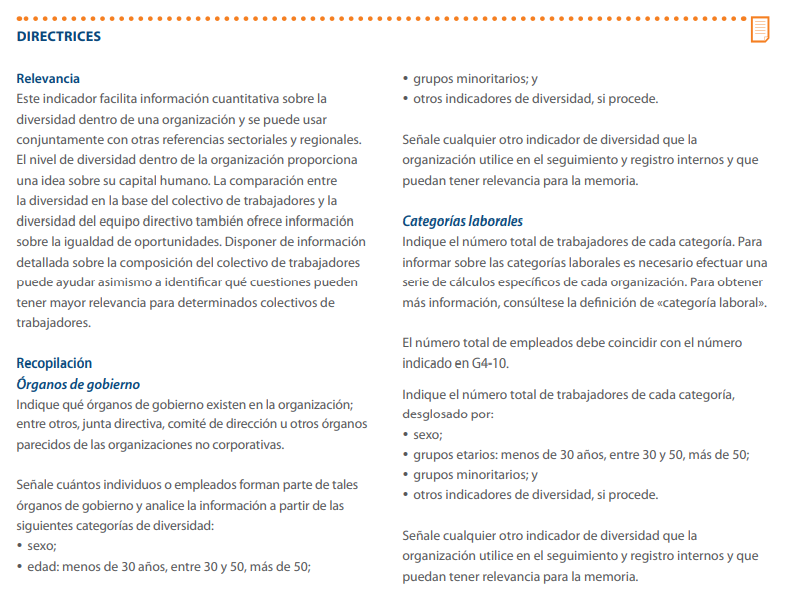 DIRECTRICES
Relevancia
Este indicador facilita información cuantitativa sobre la
diversidad dentro de una organización y se puede usar
conjuntamente con otras referencias sectoriales y regionales.
El nivel de diversidad dentro de la organización proporciona
una idea sobre su capital humano. La comparación entre
la diversidad en la base del colectivo de trabajadores y la
diversidad del equipo directivo también ofrece información
sobre la igualdad de oportunidades. Disponer de información
detallada sobre la composición del colectivo de trabajadores
puede ayudar asimismo a identificar qué cuestiones pueden
tener mayor relevancia para determinados colectivos de
trabajadores.
Recopilación
Órganos de gobierno
Indique qué órganos de gobierno existen en la organización;
entre otros, junta directiva, comité de dirección u otros órganos
parecidos de las organizaciones no corporativas.
Señale cuántos individuos o empleados forman parte de tales
órganos de gobierno y analice la información a partir de las
siguientes categorías de diversidad:
• sexo;
• edad: menos de 30 años, entre 30 y 50, más de 50;
• grupos minoritarios; y
• otros indicadores de diversidad, si procede.
Señale cualquier otro indicador de diversidad que la
organización utilice en el seguimiento y registro internos y que
puedan tener relevancia para la memoria.
Categorías laborales
Indique el número total de trabajadores de cada categoría. Para
informar sobre las categorías laborales es necesario efectuar una
serie de cálculos específicos de cada organización. Para obtener
más información, consúltese la definición de «categoría laboral».
El número total de empleados debe coincidir con el número
indicado en G4-10.
Indique el número total de trabajadores de cada categoría,
desglosado por:
• sexo;
• grupos etarios: menos de 30 años, entre 30 y 50, más de 50;
• grupos minoritarios; y
• otros indicadores de diversidad, si procede.
Señale cualquier otro indicador de diversidad que la
organización utilice en el seguimiento y registro internos y que
puedan tener relevancia para la memoria.